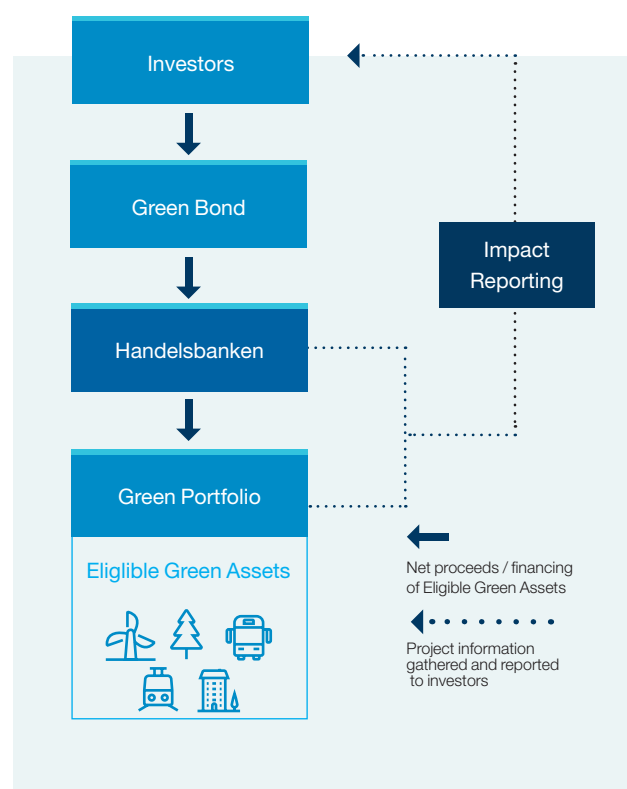 Investors
Green Bond
Impact
Reporting
Handelsbanken
Green Portfolio
Eliglible Green Assets
Net proceeds / financing
of Eligible Green Assets
Project information
gathered and reported
to investors